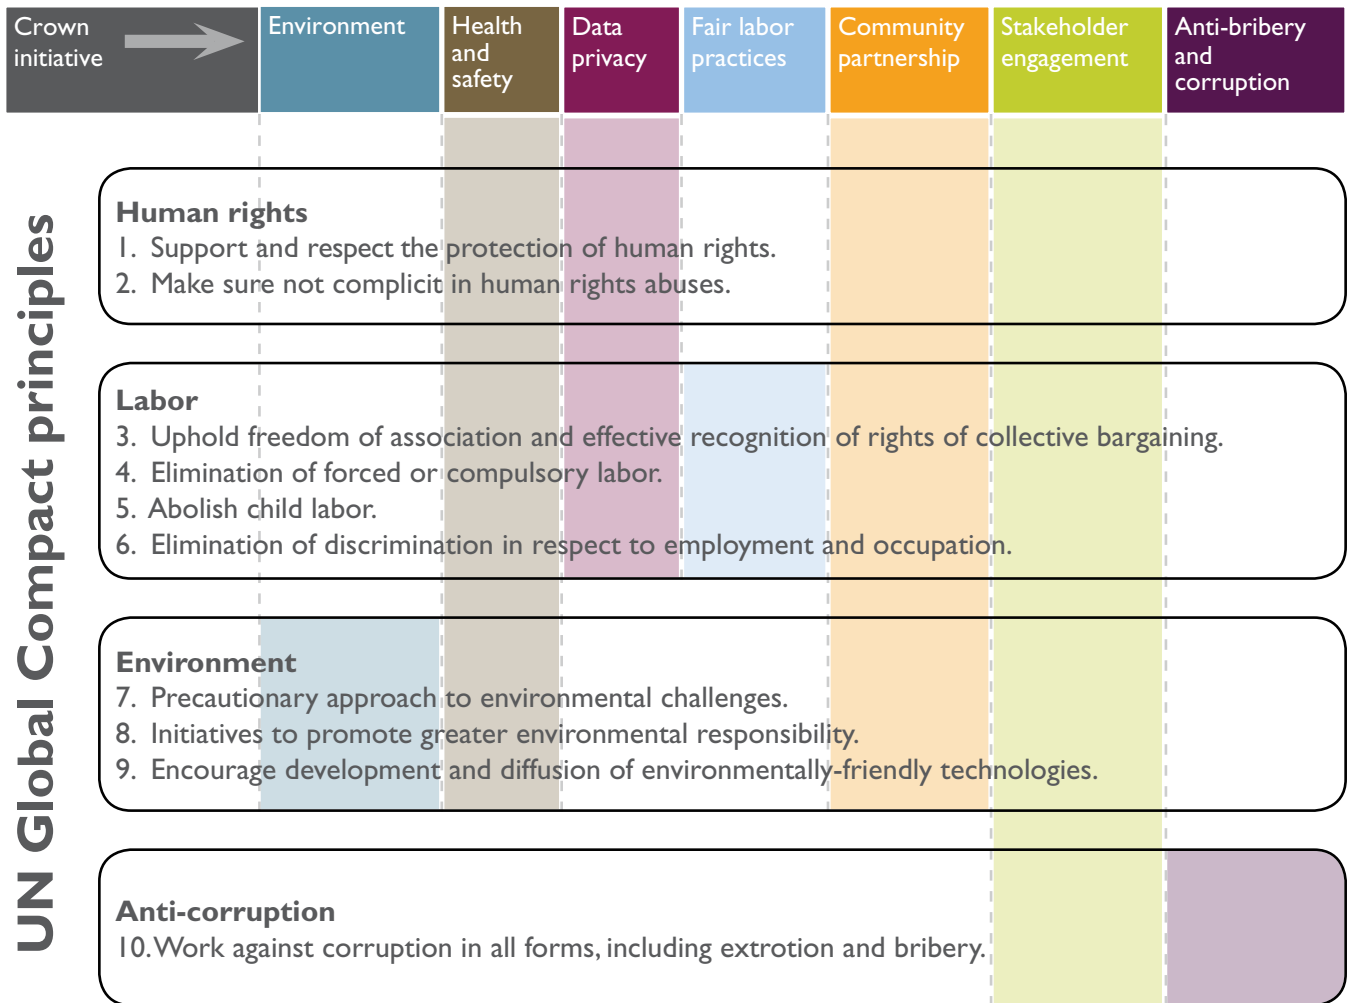 Crown
initiative
Environment
Health
and
safety
Data
privacy
Fair labor
practices
Community
partnership
Stakeholder
engagement
Anti-bribery
and
corruption
UN Global Compact principles
Human rights
1. Support and respect the protection of human rights.
2. Make sure not complicit in human rights abuses.
Labor
3. Uphold freedom of association and effective recognition of rights of collective bargaining.
4. Elimination of forced or compulsory labor.
5. Abolish child labor.
6. Elimination of discrimination in respect to employment and occupation.
Environment
7. Precautionary approach to environmental challenges.
8. Initiatives to promote greater environmental responsibility.
9. Encourage development and diffusion of environmentally-friendly technologies.
Anti-corruption
10. Work against corruption in all forms, including extrotion and bribery.